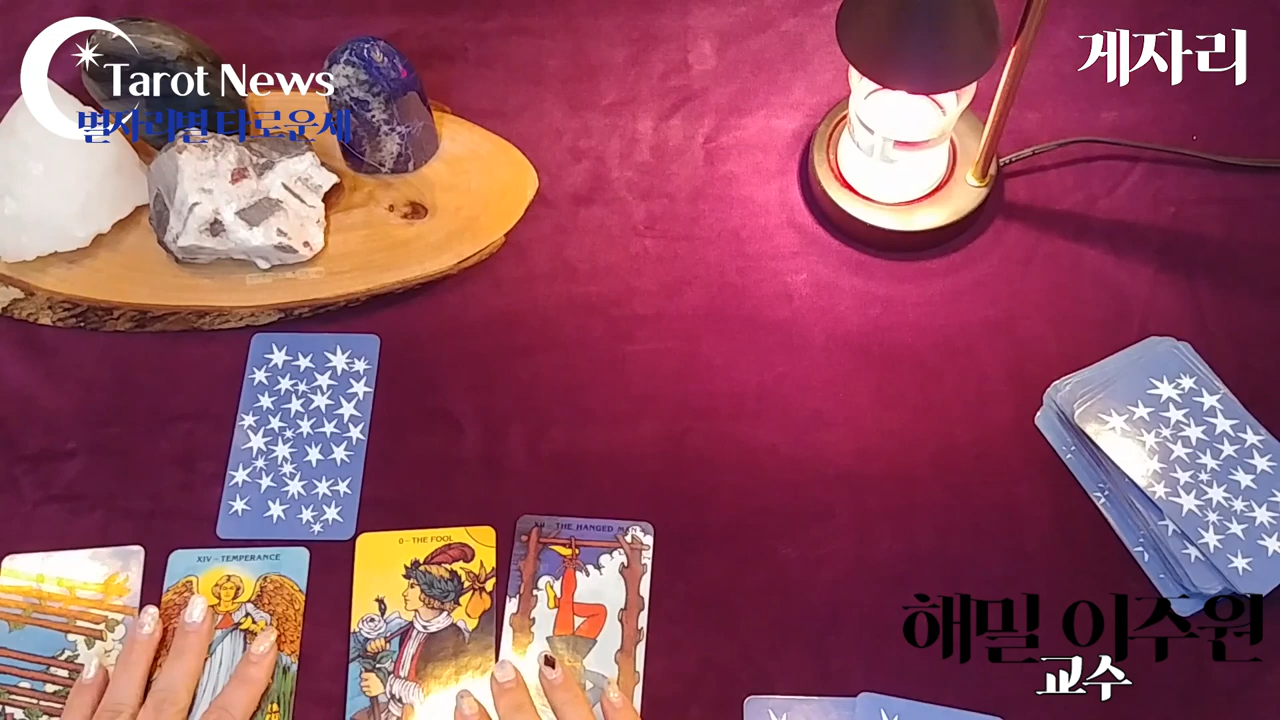 Tarot News
별자리별 타로운세
게자리
XIV - TEMPERANCE
0 - THE FOOL
XII - THE HANGED MAN
해밀 이주원
교수